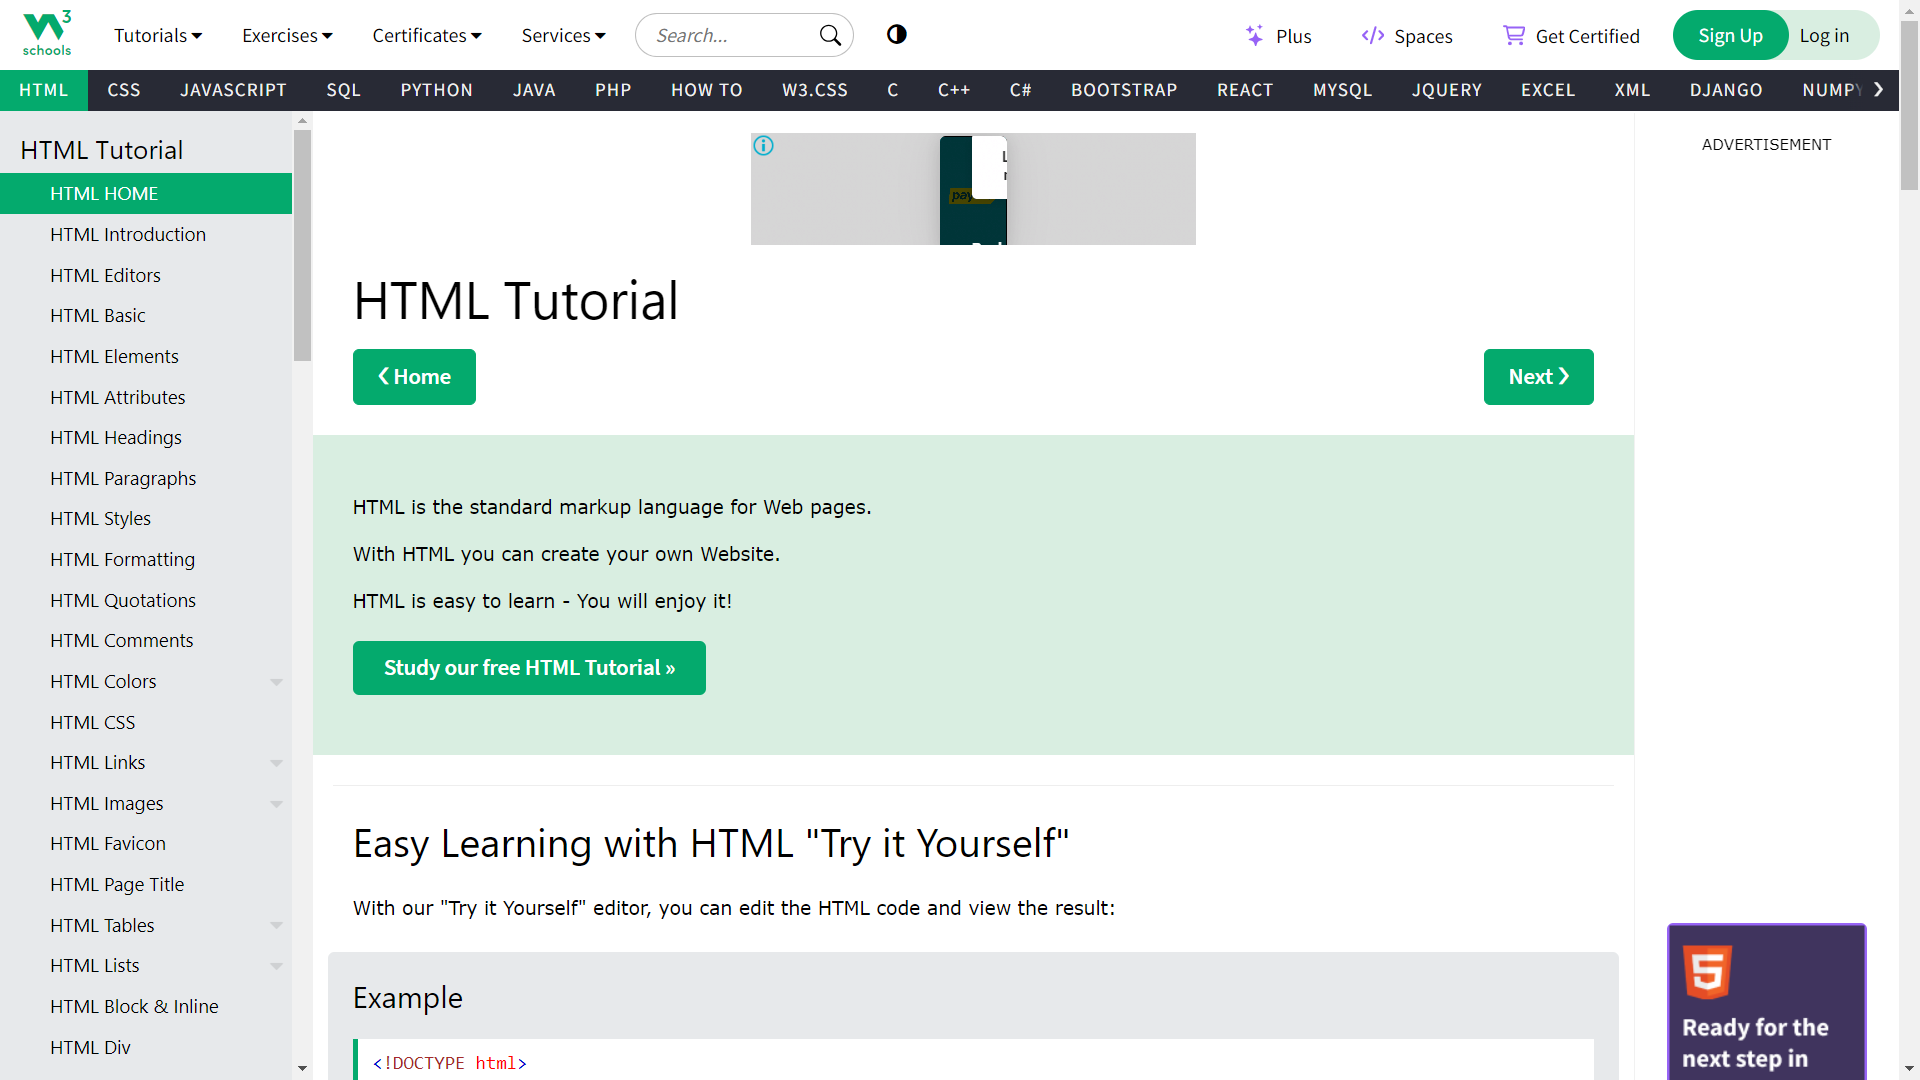 W3 schools
Tutorials Exercises Certificates Services Search... Plus Spaces Get Certified Sign Up Log in
HTML CSS JAVASCRIPT SQL PYTHON JAVA PHP HOW TO W3.CSS C C++ C# BOOTSTRAP REACT MYSQL JQUERY EXCEL XML DJANGO NUMPY
HTML Tutorial
HTML HOME
HTML Introduction
HTML Editors
HTML Basic
HTML Elements
HTML Attributes
HTML Headings
HTML Paragraphs
HTML Styles
HTML Formatting
HTML Quotations
HTML Comments
HTML Colors
HTML CSS
HTML Links
HTML Images
HTML Favicon
HTML Page Title
HTML Tables
HTML Lists
HTML Block & Inline
HTML Div
HTML Tutorial
❮ Home
Next ❯
HTML is the standard markup language for Web pages.
With HTML you can create your own Website.
HTML is easy to learn - You will enjoy it!
Study our free HTML Tutorial »
Easy Learning with HTML "Try it Yourself"
With our "Try it Yourself" editor, you can edit the HTML code and view the result:
Example
<!DOCTYPE html>
ADVERTISEMENT
5
Ready for the
next step in